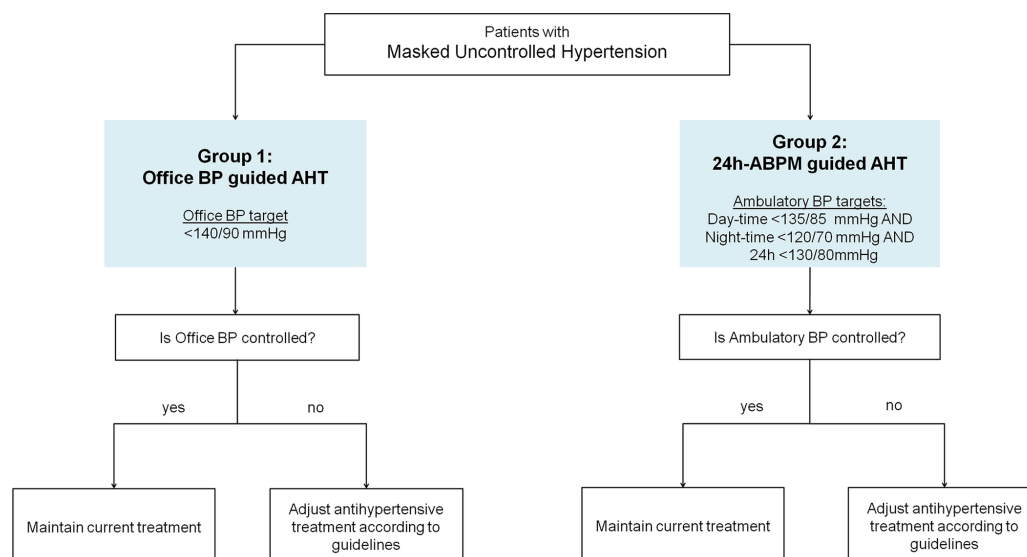 Patients with
Masked Uncontrolled Hypertension
Group 1:
Office BP guided AHT
Office BP target
<140/90 mmHg
Group 2:
24h-ABPM guided AHT
Ambulatory BP targets:
Day-time <135/85 mmHg AND
Night-time <120/70 mmHg AND
24h <130/80mmHg
Is Office BP controlled?
Is Ambulatory BP controlled?
yes
no
yes
no
Maintain current treatment
Adjust antihypertensive
treatment according to
guidelines
Maintain current treatment
Adjust antihypertensive
treatment according to
guidelines